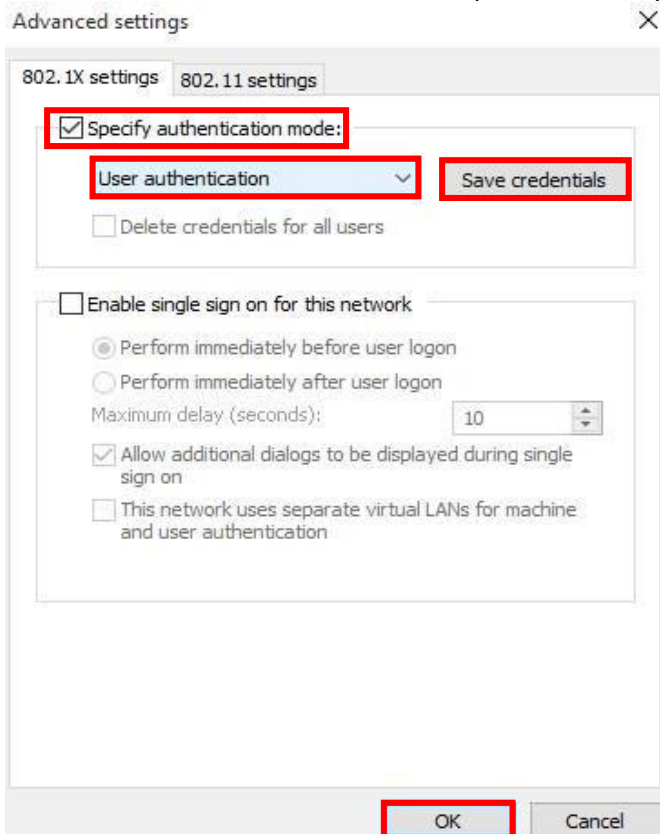 Advanced settings
802.1X settings 802.11 settings
Specify authentication mode:
User authentication Save credentials
Delete credentials for all users
Enable single sign on for this network
Perform immediately before user logon
Perform immediately after user logon
Maximum delay (seconds): 10
Allow additional dialogs to be displayed during single
sign on
This network uses separate virtual LANs for machine
and user authentication
OK Cancel